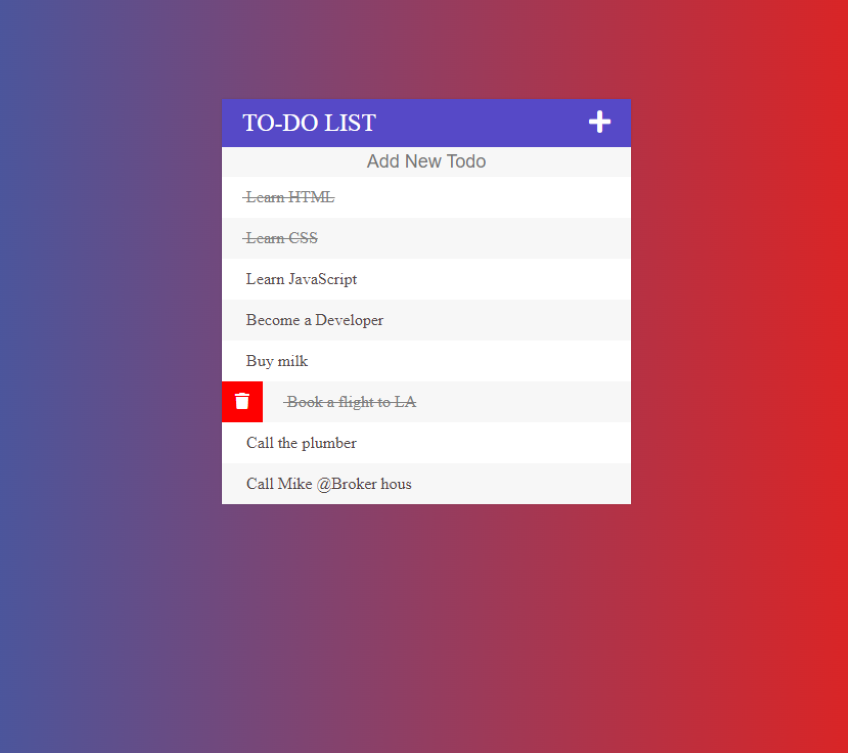 TO-DO LIST
Add New Todo
Learn HTML
Learn CSS
Learn JavaScript
Become a Developer
Buy milk
Book a flight to LA
Call the plumber
Call Mike @Broker hous